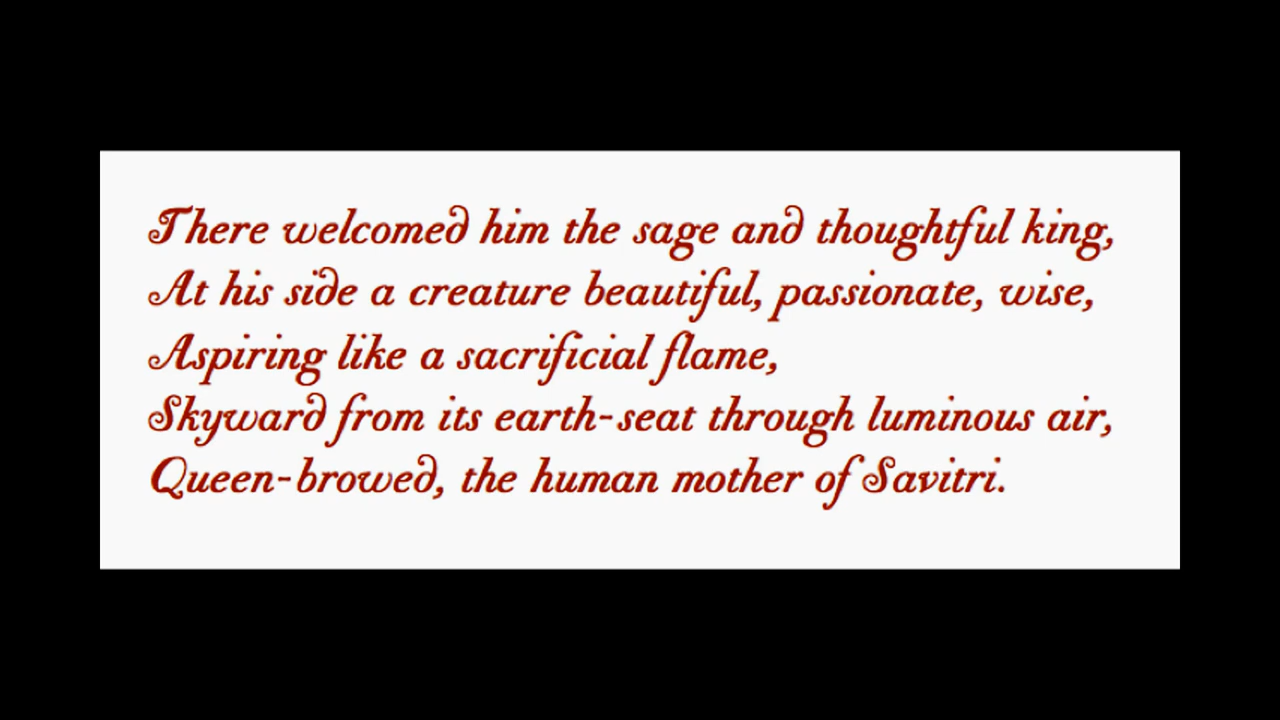 There welcomed him the sage and thoughtful king,
At his side a creature beautiful, passionate, wise,
Aspiring like a sacrificial flame,
Skyward from its earth-seat through luminous air,
Queen-browed, the human mother of Savitri.